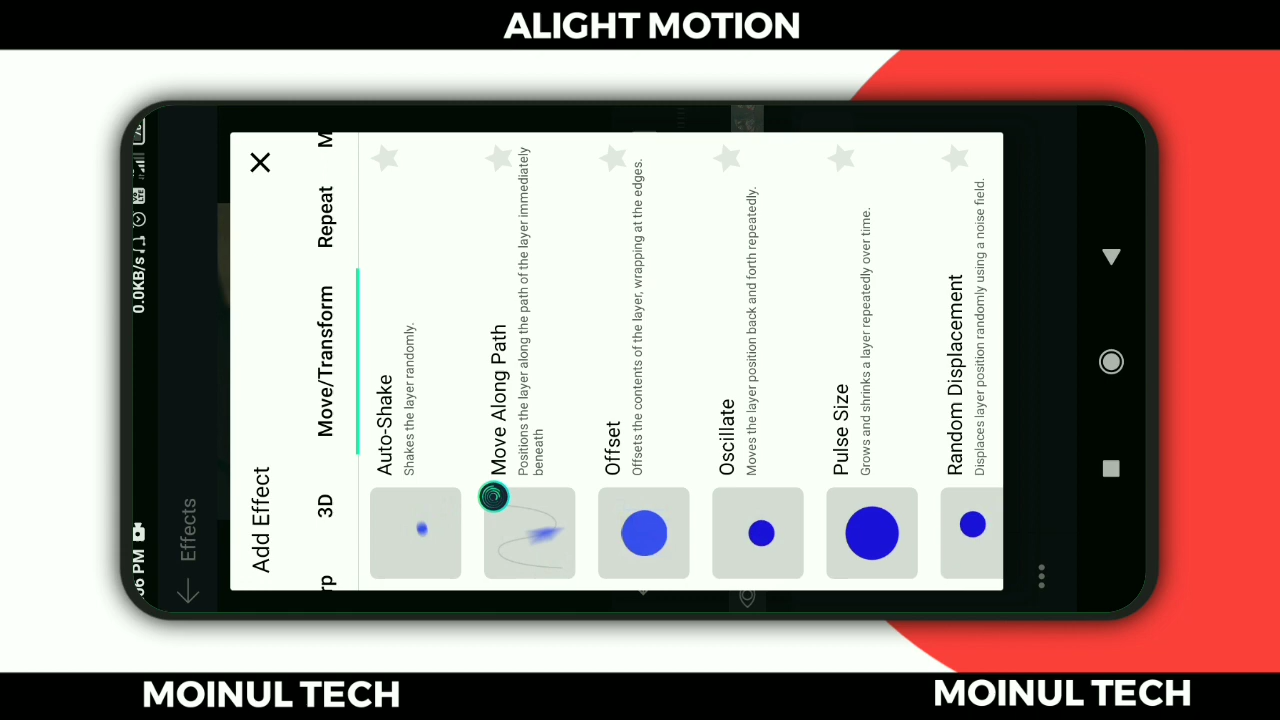 ALIGHT MOTION
0.0KB/s
Effects
Add Effect
rp 3D Move/Transform Repeat M
Auto-Shake
Shakes the layer randomly.
Move Along Path
Positions the layer along the path of the layer immediately
beneath
Offset
Offsets the contents of the layer, wrapping at the edges.
Oscillate
Moves the layer position back and forth repeatedly.
Pulse Size
Grows and shrinks a layer repeatedly over time.
Random Displacement
Displaces layer position randomly using a noise field.
MOINUL TECH
MOINUL TECH